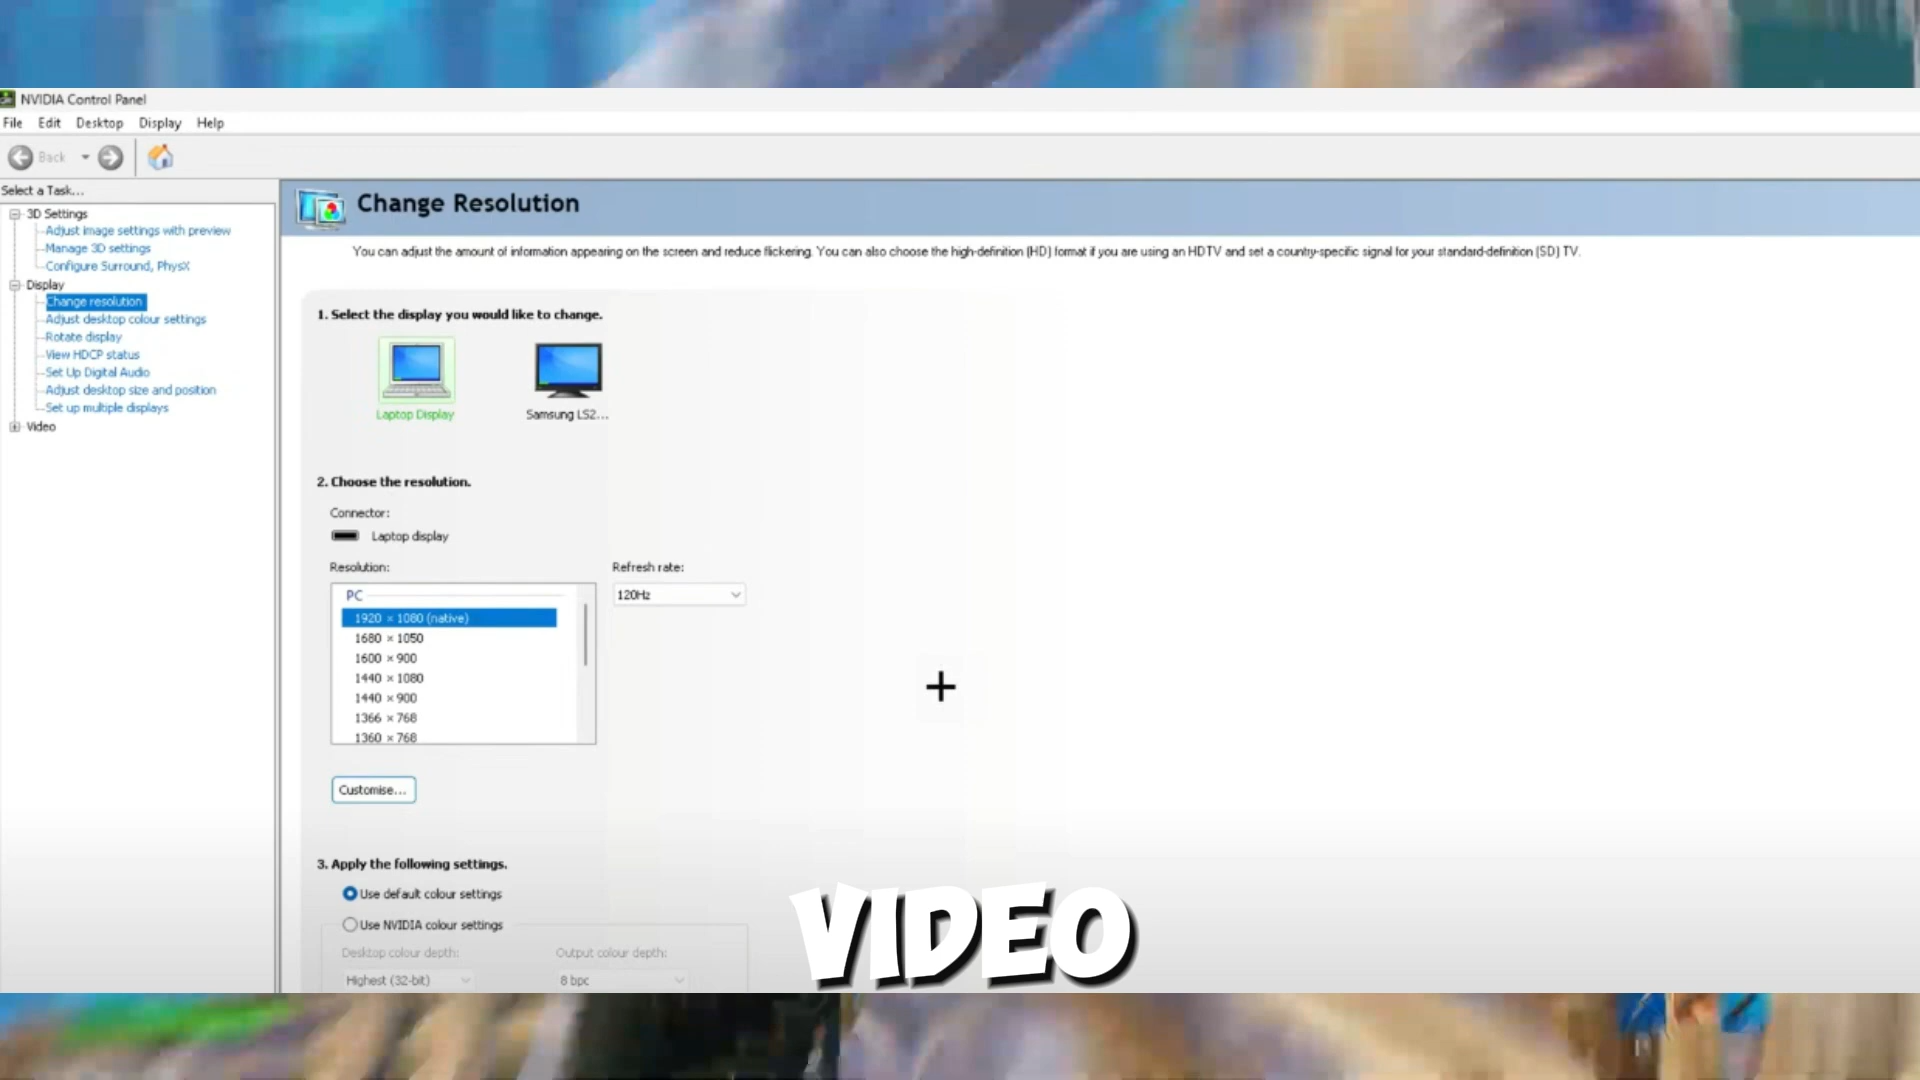 NVIDIA Control Panel
File Edit Desktop Display Help
Back
Select a Task...
3D Settings
Adjust image settings with preview
Manage 3D settings
Configure Surround, PhysX
Display
Change resolution
Adjust desktop colour settings
Rotate display
View HDCP status
Set Up Digital Audio
Adjust desktop size and position
Set up multiple displays
Video
Change Resolution
You can adjust the amount of information appearing on the screen and reduce flickering. You can also choose the high-definition (HD) format if you are using an HDTV and set a country-specific signal for your standard-definition (SD) TV.
1. Select the display you would like to change.
Laptop Display Samsung LS2...
2. Choose the resolution.
Connector:
Laptop display
Resolution: Refresh rate:
PC 120Hz
1920 × 1080 (native)
1680 × 1050
1600 × 900
1440 × 1080
1440 × 900
1366 × 768
1360 × 768
Customise...
3. Apply the following settings.
Use default colour settings
Use NVIDIA colour settings
Desktop colour depth: Output colour depth:
Highest (32-bit) 8 bpc
VIDEO